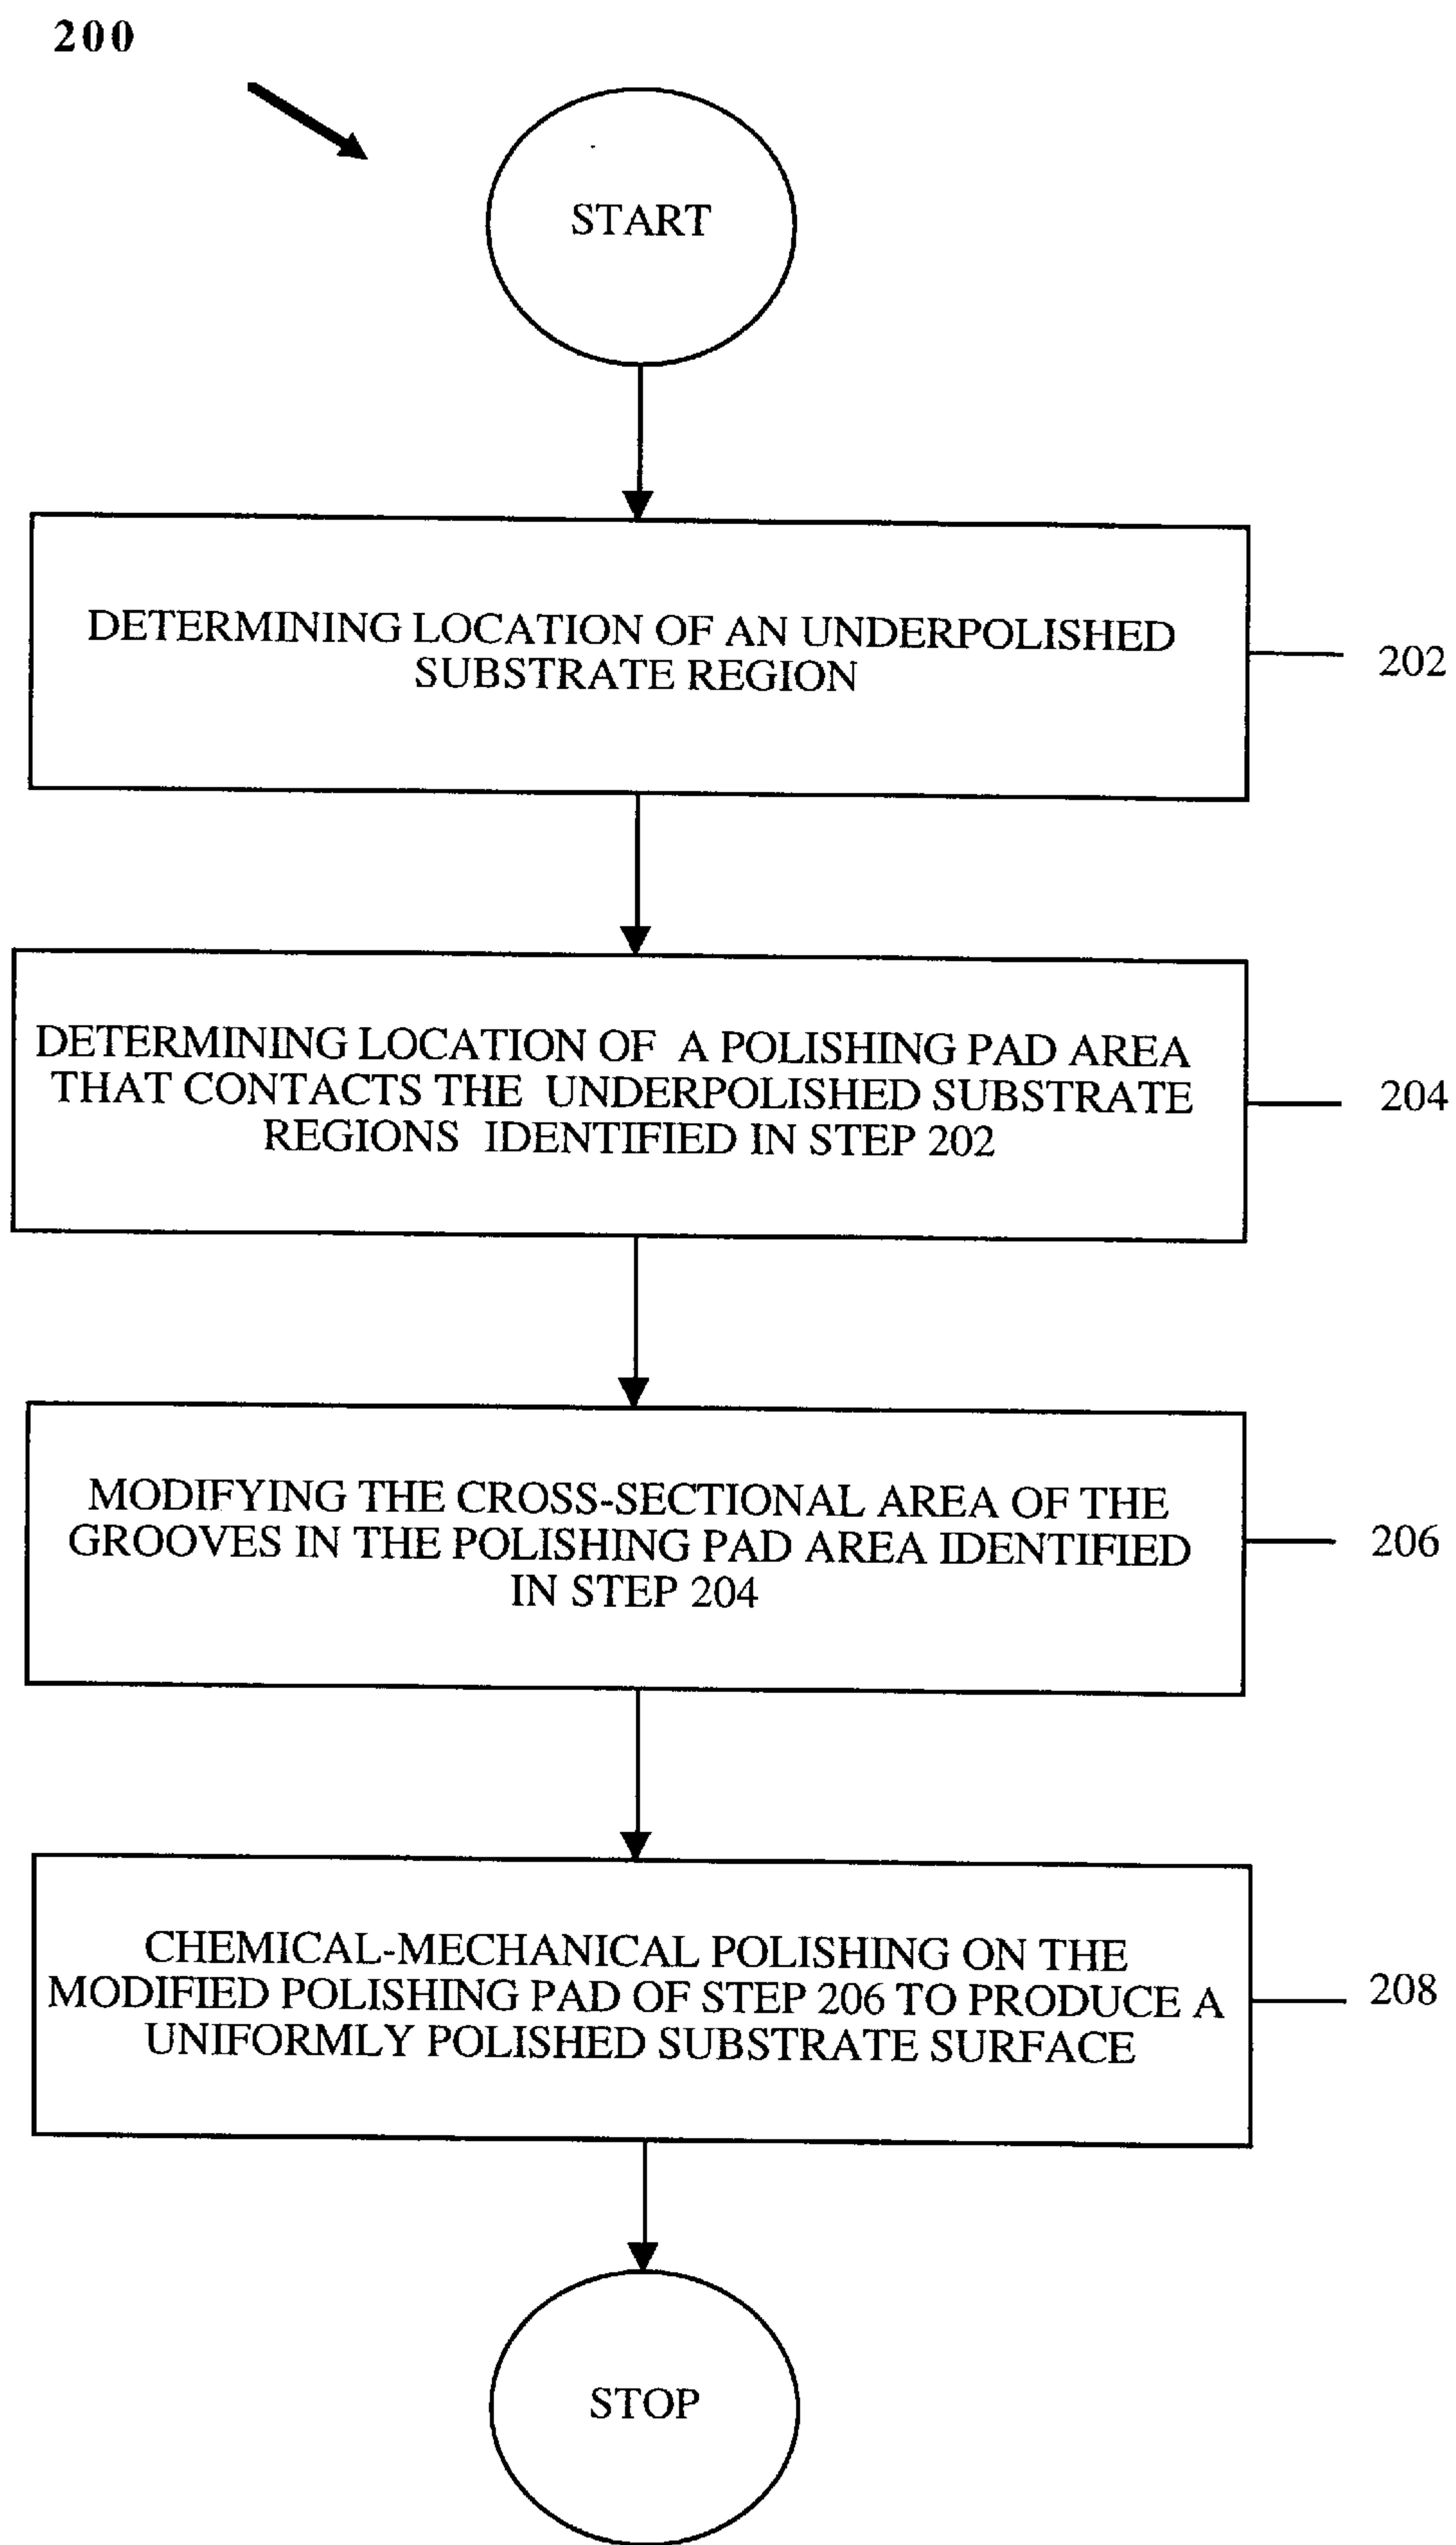 200
START
DETERMINING LOCATION OF AN UNDERPOLISHED
SUBSTRATE REGION
202
DETERMINING LOCATION OF A POLISHING PAD AREA
THAT CONTACTS THE UNDERPOLISHED SUBSTRATE
REGIONS IDENTIFIED IN STEP 202
204
MODIFYING THE CROSS-SECTIONAL AREA OF THE
GROOVES IN THE POLISHING PAD AREA IDENTIFIED
IN STEP 204
206
CHEMICAL-MECHANICAL POLISHING ON THE
MODIFIED POLISHING PAD OF STEP 206 TO PRODUCE A
UNIFORMLY POLISHED SUBSTRATE SURFACE
208
STOP